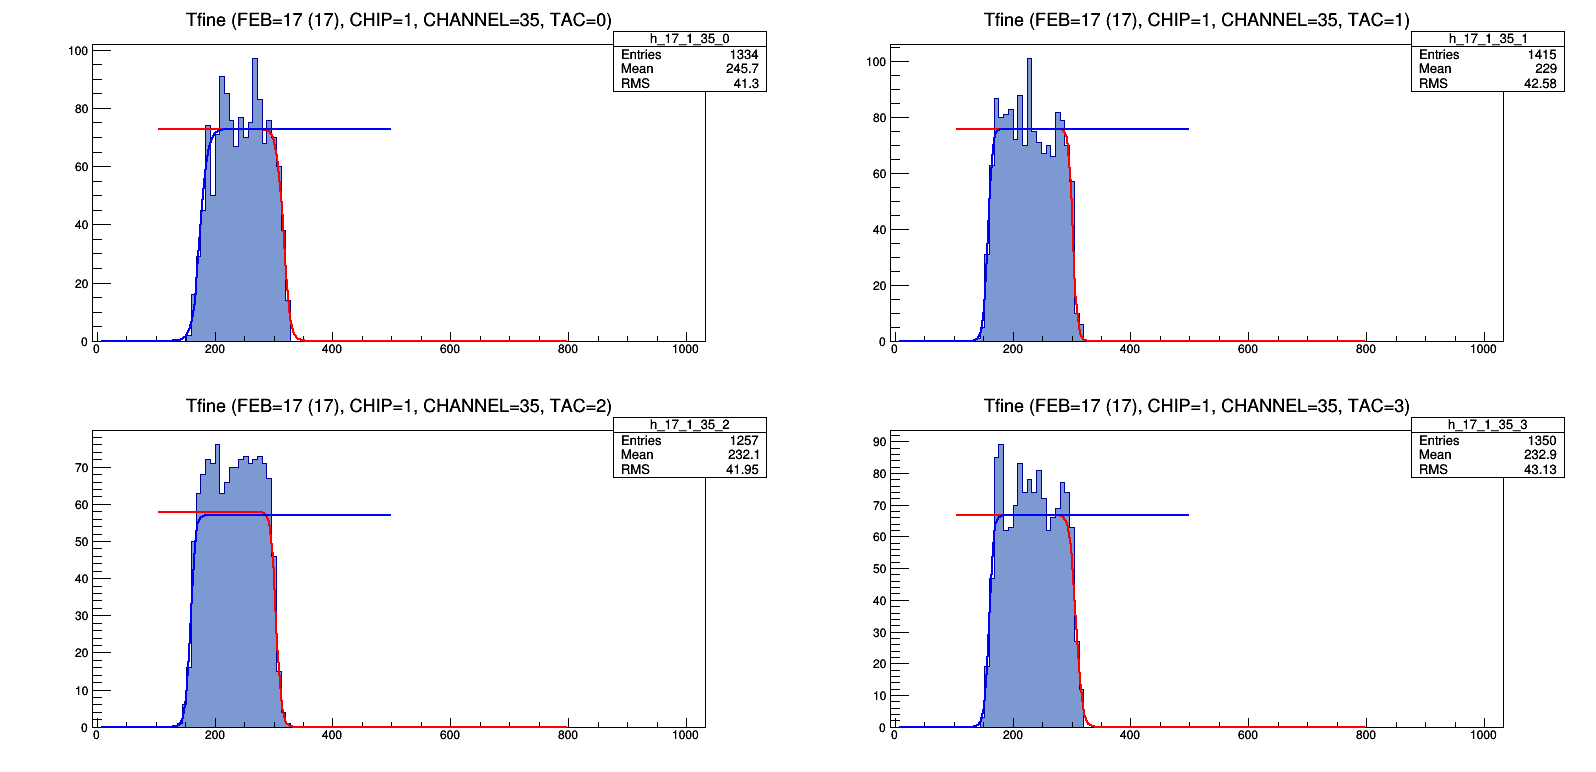 Tfine (FEB=17 (17), CHIP=1, CHANNEL=35, TAC=0)
h_17_1_35_0
Entries 1334
Mean 245.7
RMS 41.3
100
80
60
40
20
0
0 200 400 600 800 1000
Tfine (FEB=17 (17), CHIP=1, CHANNEL=35, TAC=1)
h_17_1_35_1
Entries 1415
Mean 229
RMS 42.58
100
80
60
40
20
0
0 200 400 600 800 1000
Tfine (FEB=17 (17), CHIP=1, CHANNEL=35, TAC=2)
h_17_1_35_2
Entries 1257
Mean 232.1
RMS 41.95
70
60
50
40
30
20
10
0
0 200 400 600 800 1000
Tfine (FEB=17 (17), CHIP=1, CHANNEL=35, TAC=3)
h_17_1_35_3
Entries 1350
Mean 232.9
RMS 43.13
90
80
70
60
50
40
30
20
10
0
0 200 400 600 800 1000